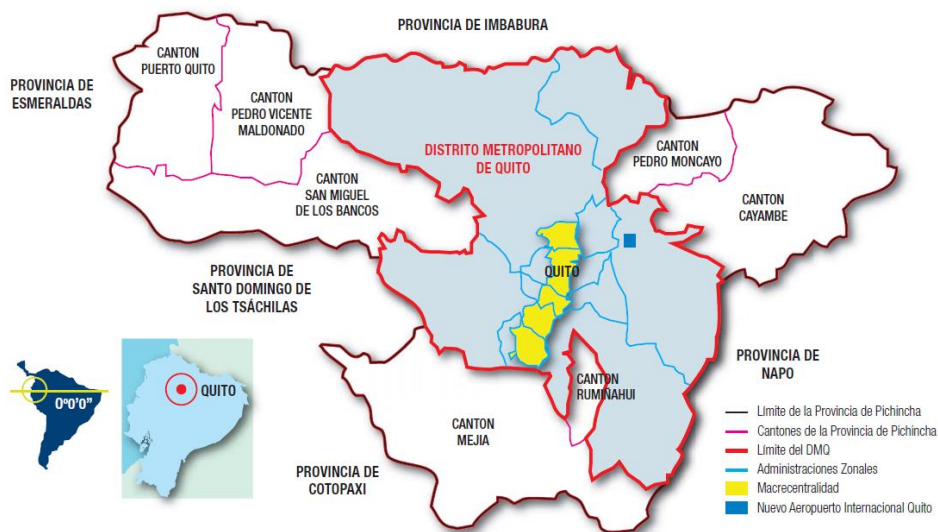 PROVINCIA DE IMBABURA
CANTON
PUERTO QUITO
PROVINCIA DE
ESMERALDAS
CANTON
PEDRO VICENTE
MALDONADO
DISTRITO METROPOLITANO
DE QUITO
CANTON
PEDRO MONCAYO
CANTON
SAN MIGUEL
DE LOS BANCOS
CANTON
CAYAMBE
PROVINCIA DE
SANTO DOMINGO DE
LOS TSÁCHILAS
QUITO
PROVINCIA DE
NAPO
CANTON
RUMIÑAHUI
CANTON
MEJIA
PROVINCIA DE
COTOPAXI
0º0'0"
QUITO
Límite de la Provincia de Pichincha
Cantones de la Provincia de Pichincha
Límite del DMQ
Administraciones Zonales
Macrecentralidad
Nuevo Aeropuerto Internacional Quito